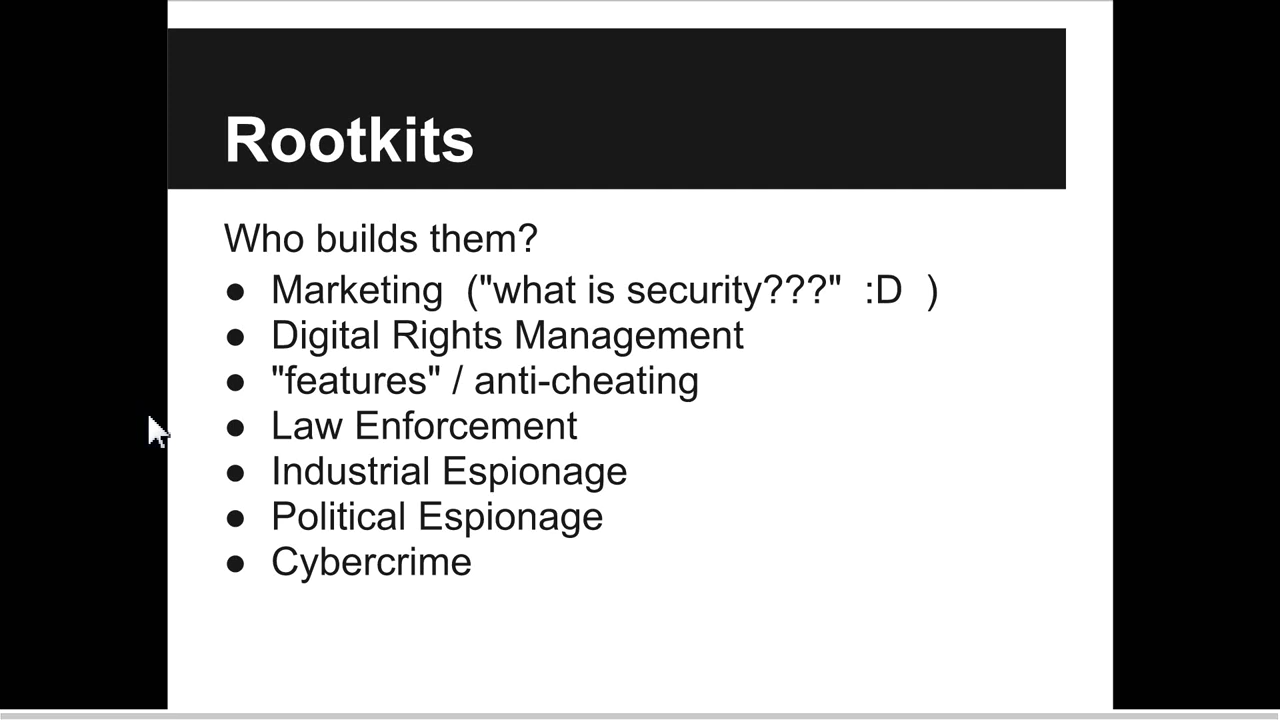 Rootkits
Who builds them?
● Marketing ("what is security???" :D )
● Digital Rights Management
● "features" / anti-cheating
● Law Enforcement
● Industrial Espionage
● Political Espionage
● Cybercrime